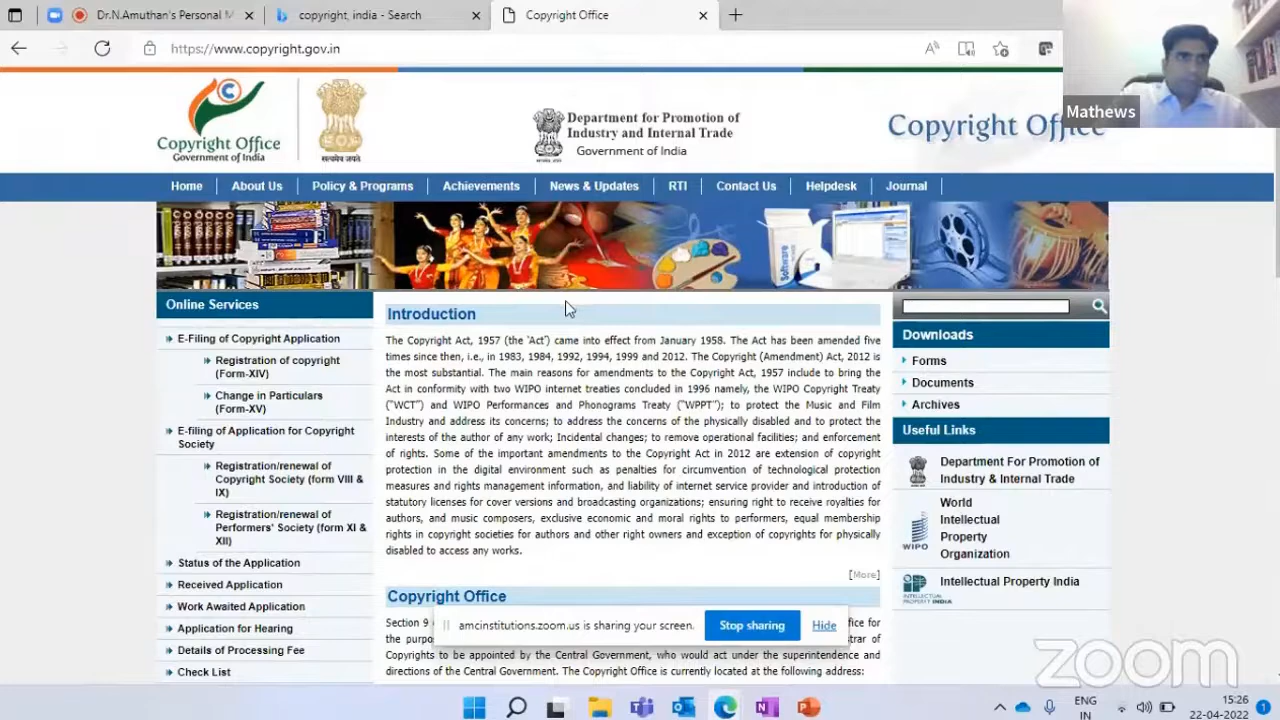 Dr.N.Amuthan's Personal M
copyright, india - Search
Copyright Office
https://www.copyright.gov.in
Mathews
C
Copyright Office
Government of India
सत्यमेव जयते
Department for Promotion of
Industry and Internal Trade
Government of India
Copyright Office
Home
About Us
Policy & Programs
Achievements
News & Updates
RTI
Contact Us
Helpdesk
Journal
Software
Online Services
E-Filing of Copyright Application
Registration of copyright
(Form-XIV)
Change in Particulars
(Form-XV)
E-filing of Application for Copyright
Society
Registration/renewal of
Copyright Society (form VIII &
IX)
Registration/renewal of
Performers' Society (form XI &
XII)
Status of the Application
Received Application
Work Awaited Application
Application for Hearing
Details of Processing Fee
Check List
Introduction
The Copyright Act, 1957 (the 'Act') came into effect from January 1958. The Act has been amended five
times since then, i.e., in 1983, 1984, 1992, 1994, 1999 and 2012. The Copyright (Amendment) Act, 2012 is
the most substantial. The main reasons for amendments to the Copyright Act, 1957 include to bring the
Act in conformity with two WIPO internet treaties concluded in 1996 namely, the WIPO Copyright Treaty
("WCT") and WIPO Performances and Phonograms Treaty ("WPPT"); to protect the Music and Film
Industry and address its concerns; to address the concerns of the physically disabled and to protect the
interests of the author of any work; Incidental changes; to remove operational facilities; and enforcement
of rights. Some of the important amendments to the Copyright Act in 2012 are extension of copyright
protection in the digital environment such as penalties for circumvention of technological protection
measures and rights management information, and liability of internet service provider and introduction of
statutory licenses for cover versions and broadcasting organizations; ensuring right to receive royalties for
authors, and music composers, exclusive economic and moral rights to performers, equal membership
rights in copyright societies for authors and other right owners and exception of copyrights for physically
disabled to access any works.
[More]
Copyright Office
Section 9
fice for
the purpo
strar of
Copyrights to be appointed by the Central Government, who would act under the superintendence and
directions of the Central Government. The Copyright Office is currently located at the following address:
amcinstitutions.zoom.us is sharing your screen.
Stop sharing
Hide
Downloads
Forms
Documents
Archives
Useful Links
Department For Promotion of
Industry & Internal Trade
WIPO
World
Intellectual
Property
Organization
INTELLECTUAL
PROPERTY INDIA
Intellectual Property India
zoom
ENG
IN
15:26
22-04-2022
1